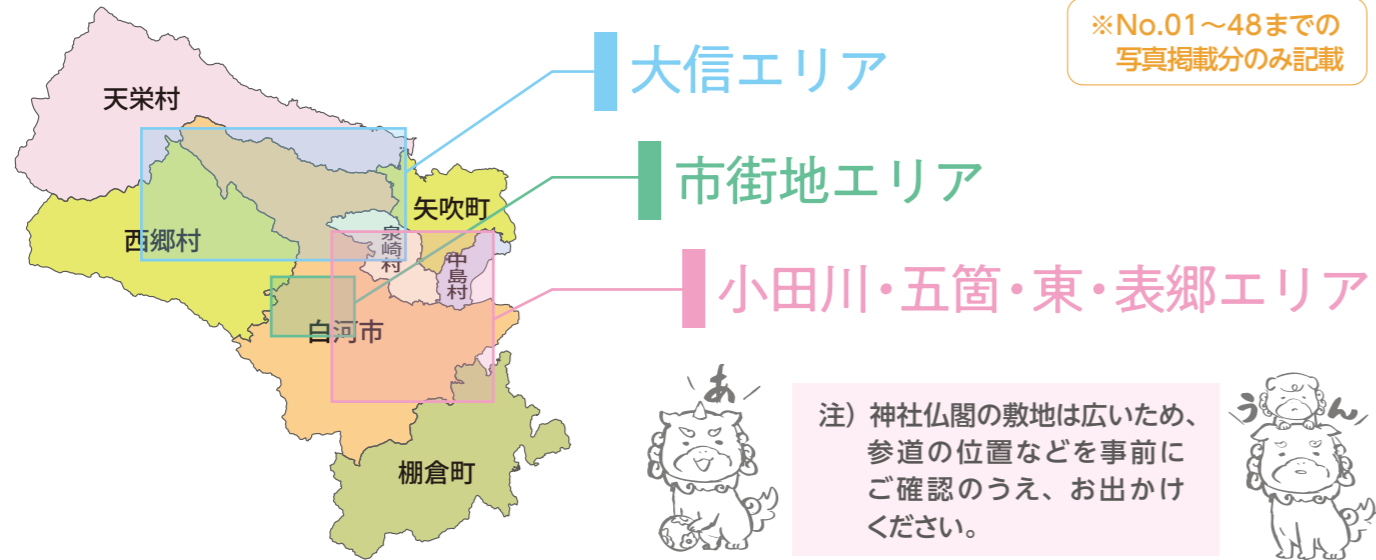 ※No.01〜48までの
写真掲載分のみ記載
大信エリア
市街地エリア
小田川・五箇・東・表郷エリア
天栄村
西郷村
矢吹町
泉崎村
中島村
白河市
棚倉町
あ
注）神社仏閣の敷地は広いため、
参道の位置などを事前に
ご確認のうえ、お出かけ
ください。
うん